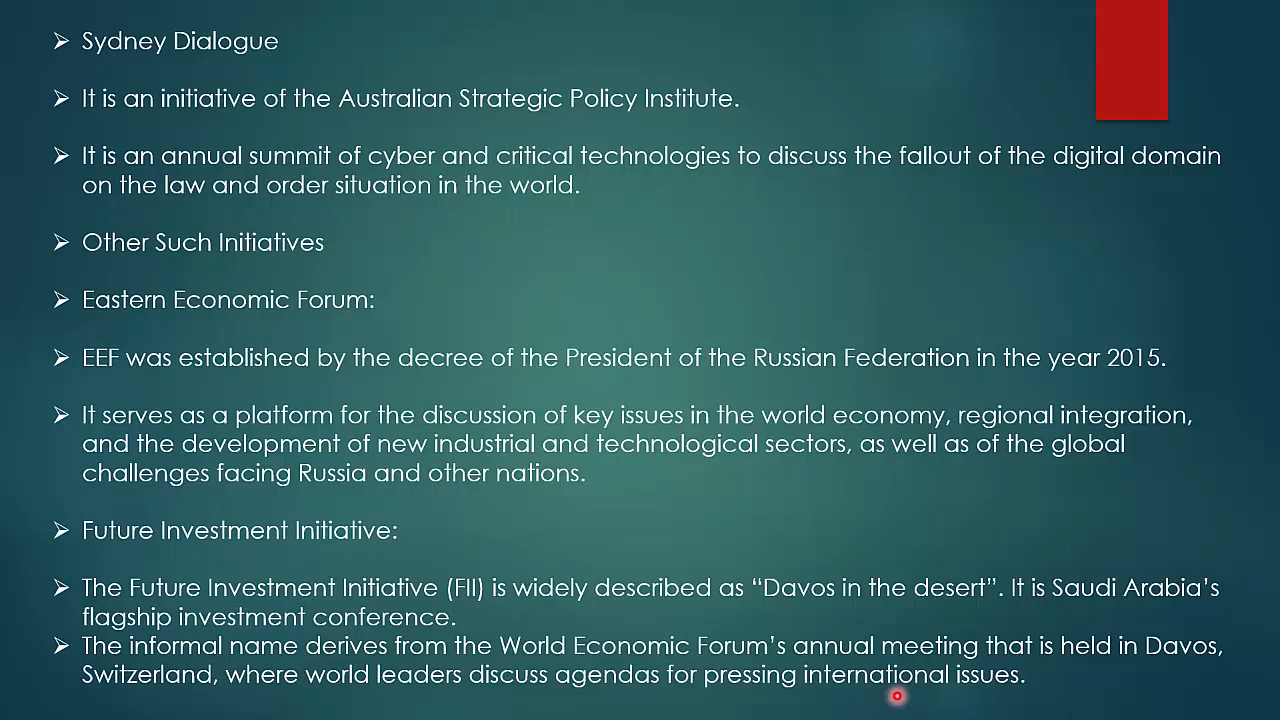 Sydney Dialogue
It is an initiative of the Australian Strategic Policy Institute.
It is an annual summit of cyber and critical technologies to discuss the fallout of the digital domain
on the law and order situation in the world.
Other Such Initiatives
Eastern Economic Forum:
EEF was established by the decree of the President of the Russian Federation in the year 2015.
It serves as a platform for the discussion of key issues in the world economy, regional integration,
and the development of new industrial and technological sectors, as well as of the global
challenges facing Russia and other nations.
Future Investment Initiative:
The Future Investment Initiative (FII) is widely described as “Davos in the desert”. It is Saudi Arabia’s
flagship investment conference.
The informal name derives from the World Economic Forum’s annual meeting that is held in Davos,
Switzerland, where world leaders discuss agendas for pressing international issues.